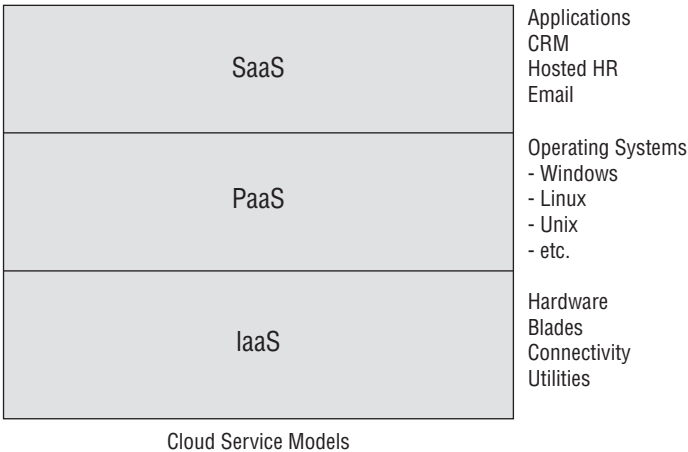 SaaS
Applications
CRM
Hosted HR
Email
PaaS
Operating Systems
- Windows
- Linux
- Unix
- etc.
IaaS
Hardware
Blades
Connectivity
Utilities
Cloud Service Models